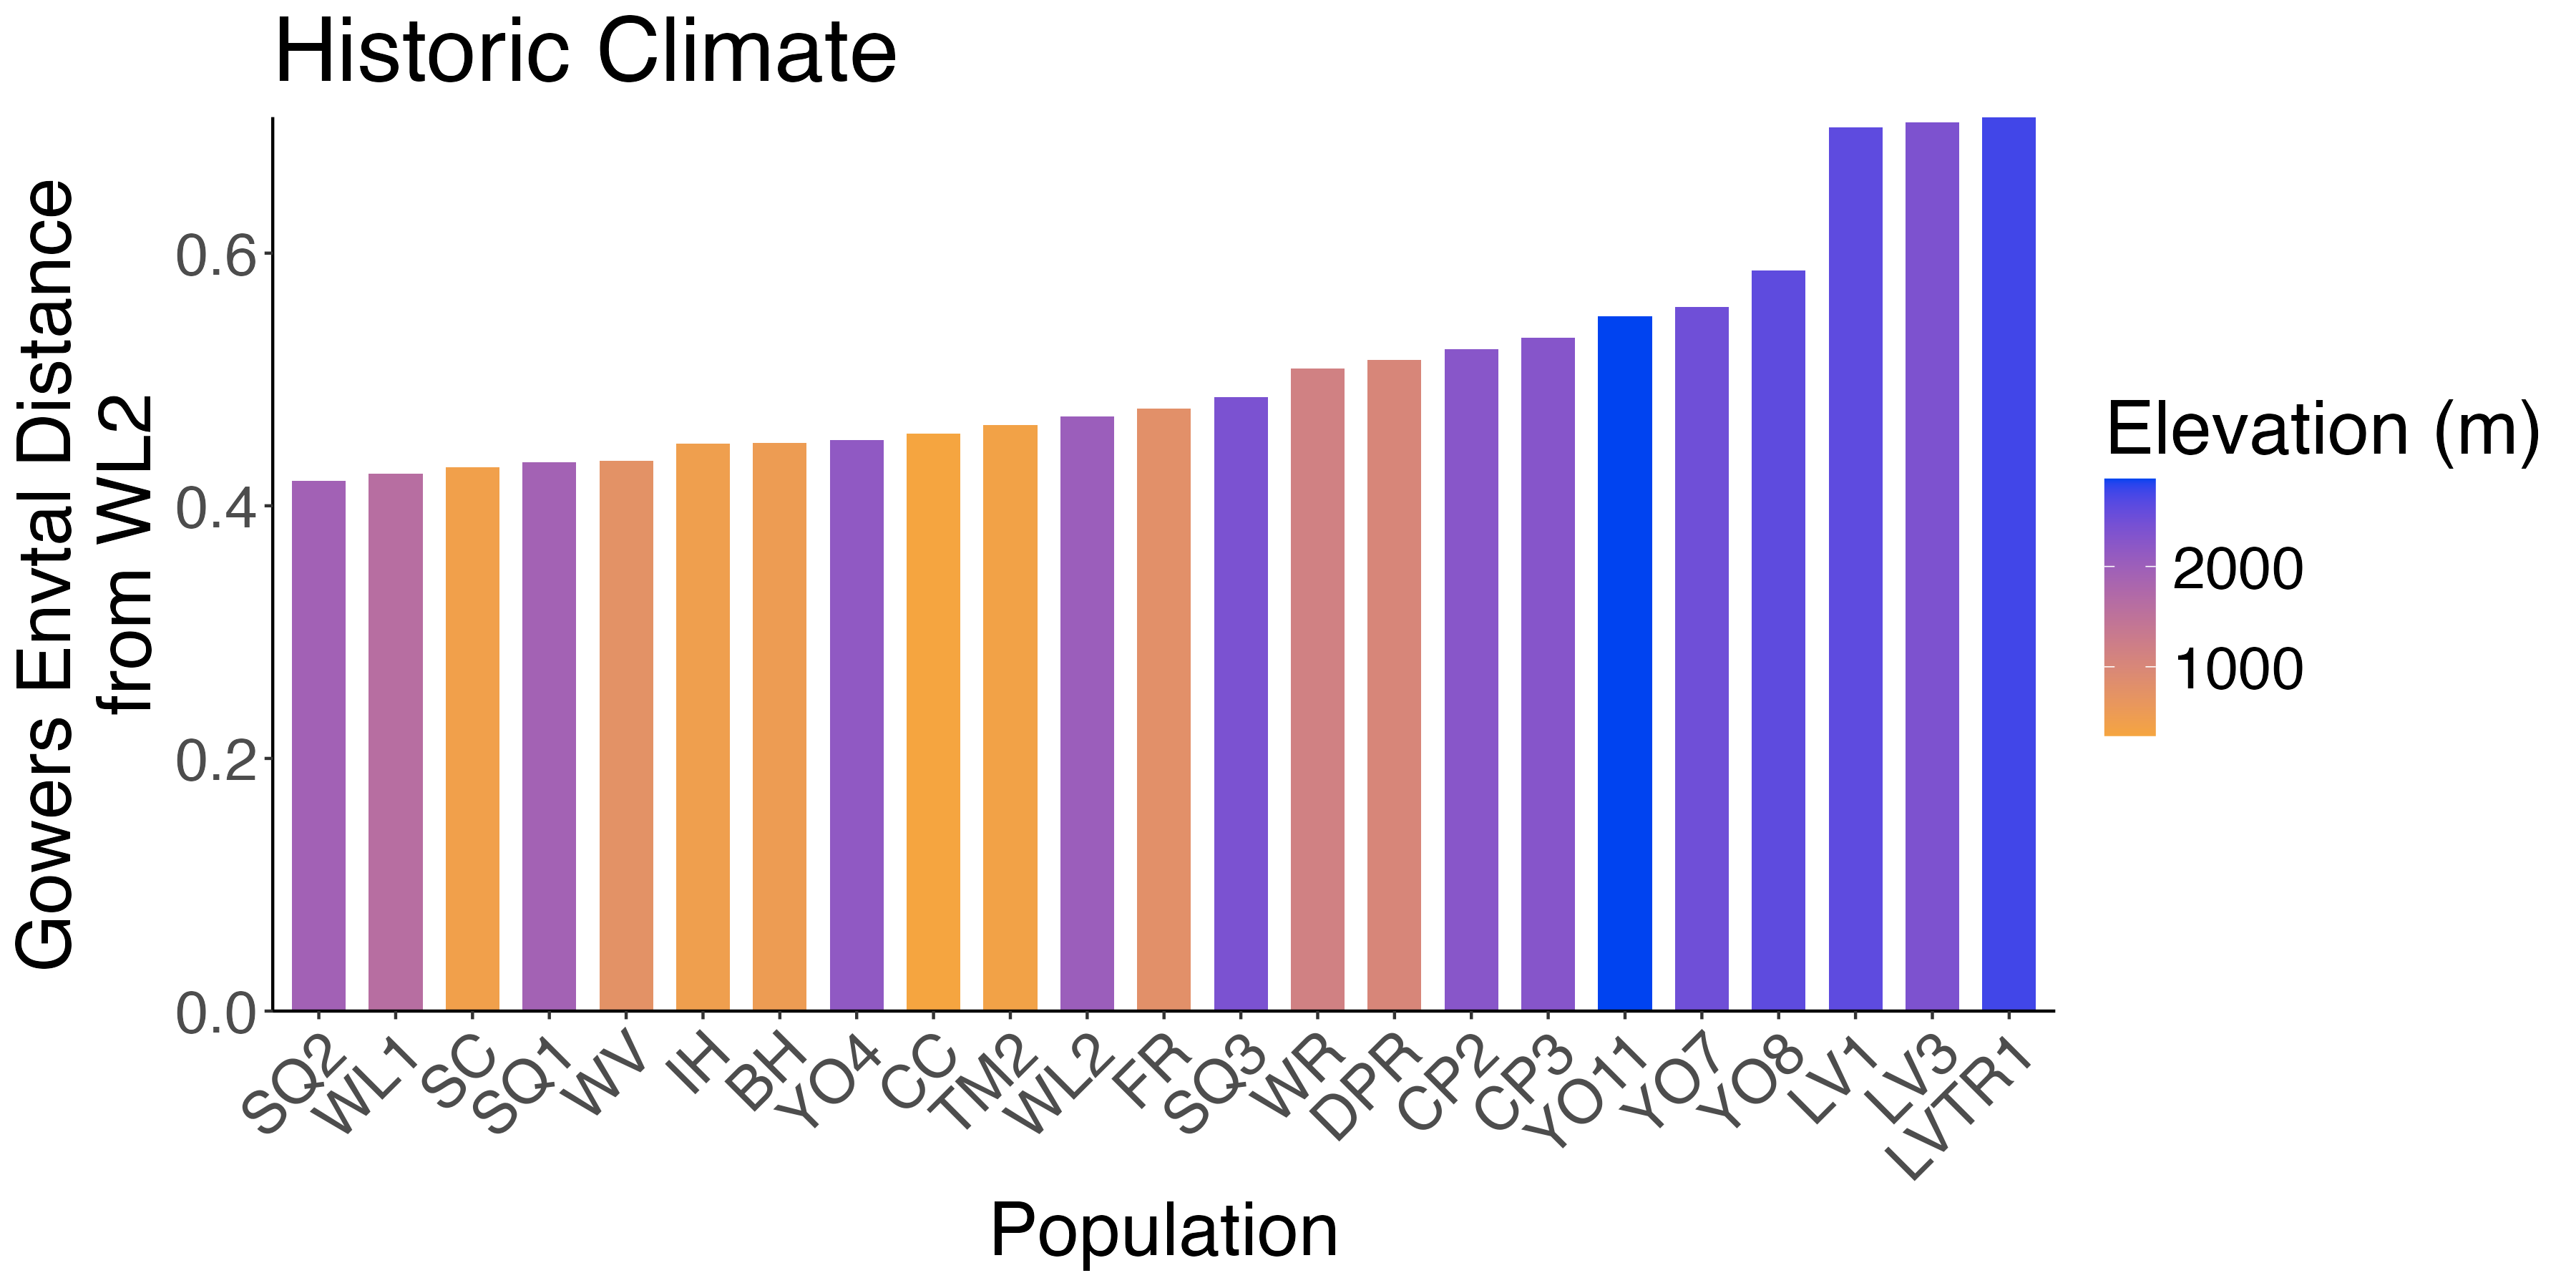 Historic Climate
Gowers Envtal Distance
from WL2
0.6
0.4
0.2
0.0
SQ2
WL1
SC
SQ1
WV
IH
BH
YO4
CC
TM2
WL2
FR
SQ3
WR
DPR
CP2
CP3
YO11
YO7
YO8
LV1
LV3
LVTR1
Population
Elevation (m)
2000
1000